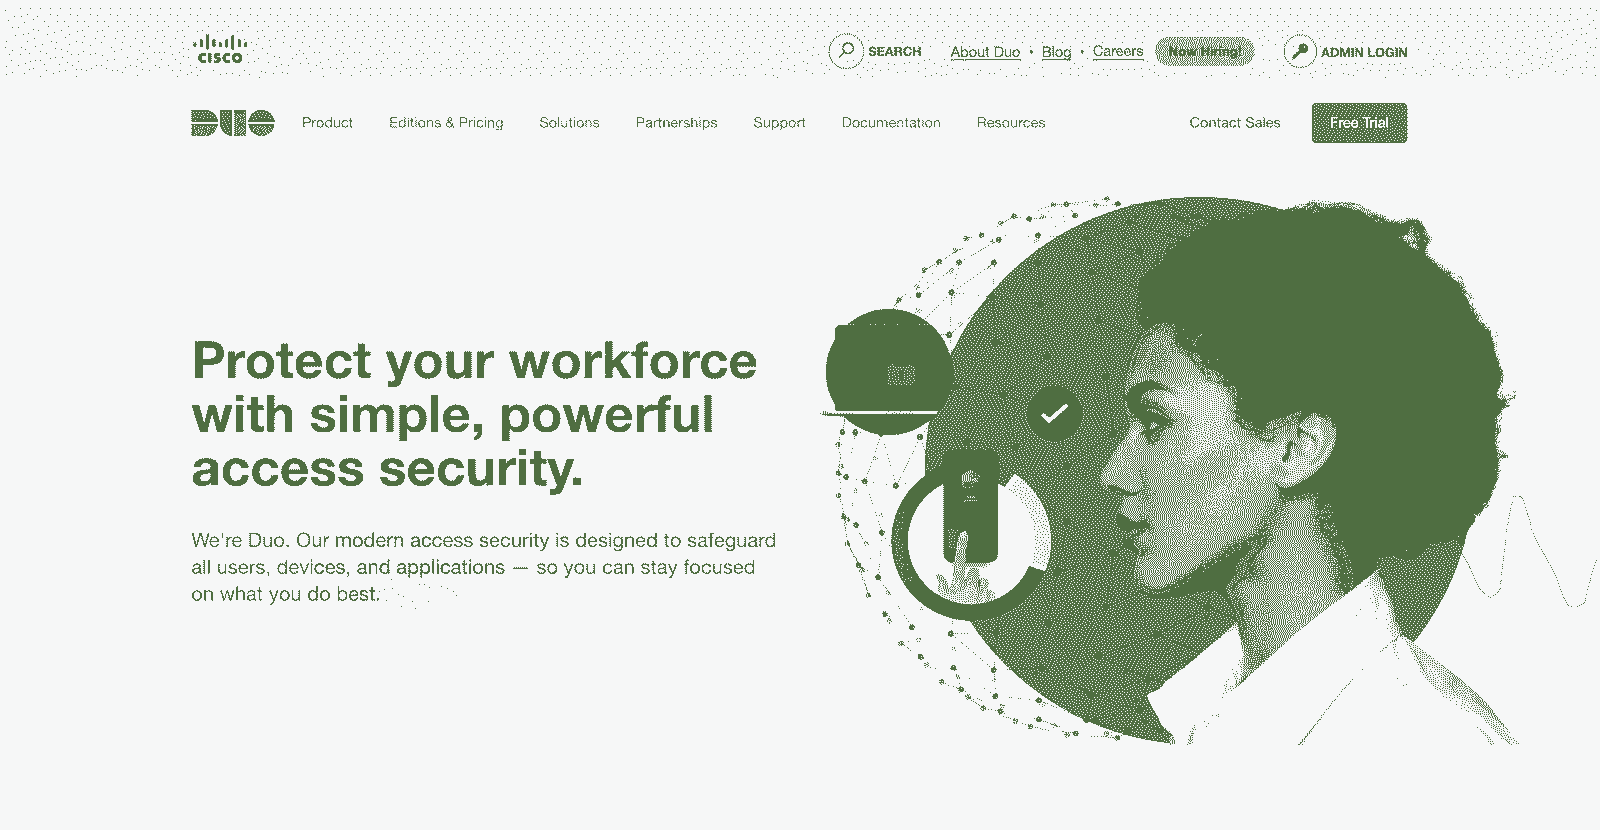 CISCO
SEARCH About Duo • Blog • Careers Now Hiring! ADMIN LOGIN
DUO Product Editions & Pricing Solutions Partnerships Support Documentation Resources Contact Sales Free Trial
Protect your workforce
with simple, powerful
access security.
We're Duo. Our modern access security is designed to safeguard
all users, devices, and applications — so you can stay focused
on what you do best.